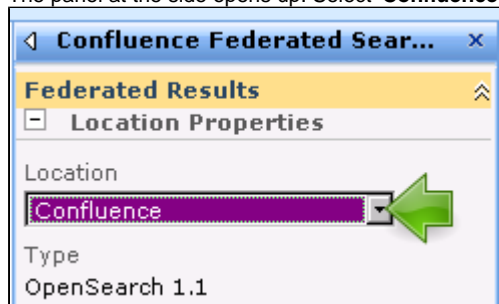 The panel at the side opens up. Select 'Confluence
Confluence Federated Sear... x
Federated Results
Location Properties
Location
Confluence
Type
OpenSearch 1.1